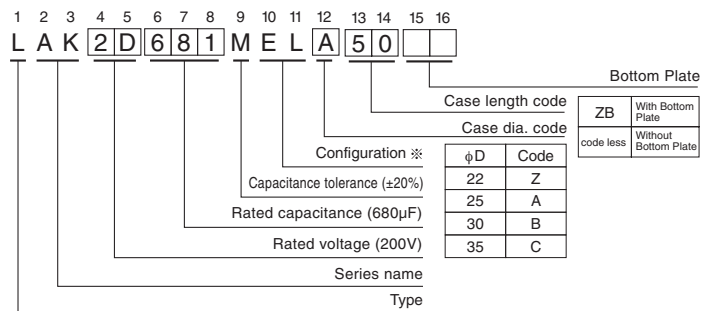 1 2 3 4 5 6 7 8 9 10 11 12 13 14 15 16
L A K 2 D 6 8 1 M E L A 5 0
Bottom Plate
Case length code
ZB With Bottom Plate
code less Without Bottom Plate
Case dia. code
Configuration ※
φD Code
22 Z
25 A
30 B
35 C
Capacitance tolerance (±20%)
Rated capacitance (680µF)
Rated voltage (200V)
Series name
Type